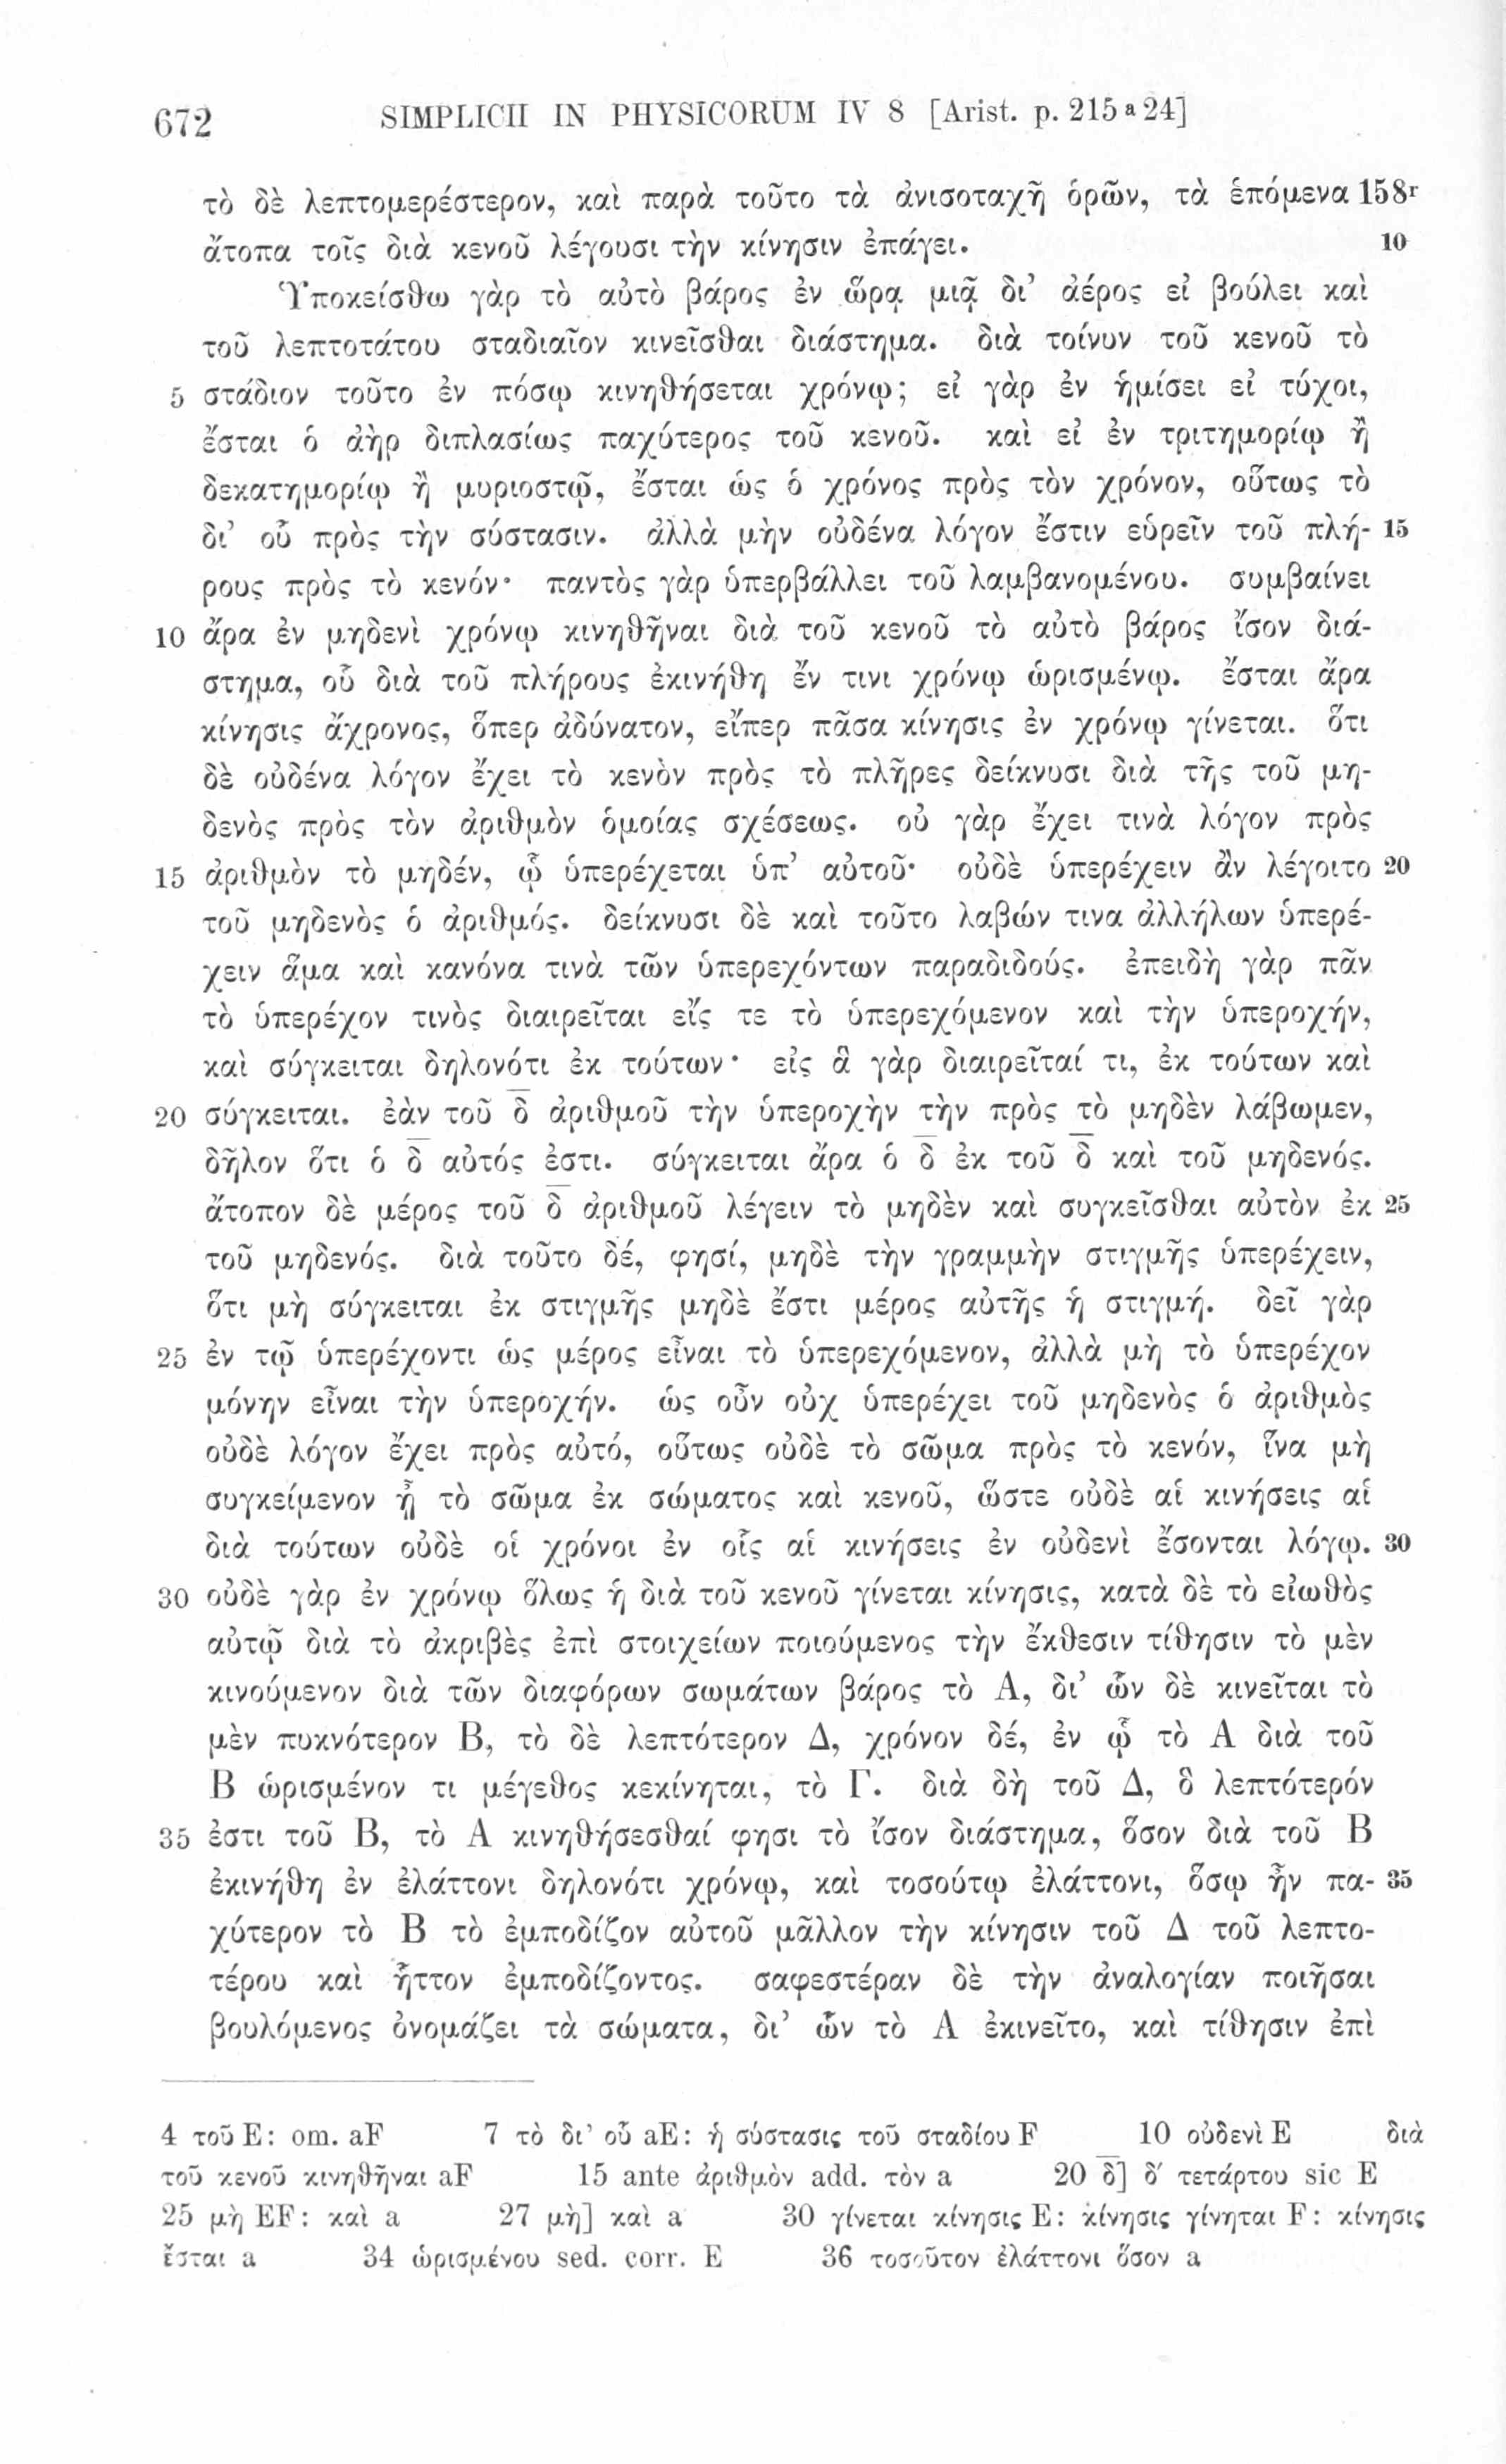 672 SIMPLICII IN PHYSICORUM IV 8 [Arist. p. 215 a 24]
τὸ δὲ λεπτομερέστερον, καὶ παρὰ τοῦτο τὰ ἀνισοταχῆ ὁρῶν, τὰ ἑπόμενα 158r
ἄτοπα τοῖς διὰ κενοῦ λέγουσι τὴν κίνησιν ἐπάγει. 10
Ὑποκείσθω γὰρ τὸ αὐτὸ βάρος ἐν ὥρᾳ μιᾷ δι’ ἀέρος εἰ βούλει καὶ
τοῦ λεπτοτάτου σταδιαῖον κινεῖσθαι διάστημα. διὰ τοίνυν τοῦ κενοῦ τὸ
5 στάδιον τοῦτο ἐν πόσῳ κινηθήσεται χρόνῳ; εἰ γὰρ ἐν ἡμίσει εἰ τύχοι,
ἔσται ὁ ἀὴρ διπλασίως παχύτερος τοῦ κενοῦ. καὶ εἰ ἐν τριτημορίῳ ἢ
δεκατημορίῳ ἢ μυριοστῷ, ἔσται ὡς ὁ χρόνος πρὸς τὸν χρόνον, οὕτως τὸ
δι’ οὗ πρὸς τὴν σύστασιν. ἀλλὰ μὴν οὐδένα λόγον ἔστιν εὑρεῖν τοῦ πλή- 15
ρους πρὸς τὸ κενόν· παντὸς γὰρ ὑπερβάλλει τοῦ λαμβανομένου. συμβαίνει
10 ἄρα ἐν μηδενὶ χρόνῳ κινηθῆναι διὰ τοῦ κενοῦ τὸ αὐτὸ βάρος ἴσον διά-
στημα, οὗ διὰ τοῦ πλήρους ἐκινήθη ἔν τινι χρόνῳ ὡρισμένῳ. ἔσται ἄρα
κίνησις ἄχρονος, ὅπερ ἀδύνατον, εἴπερ πᾶσα κίνησις ἐν χρόνῳ γίνεται. ὅτι
δὲ οὐδένα λόγον ἔχει τὸ κενὸν πρὸς τὸ πλῆρες δείκνυσι διὰ τῆς τοῦ μη-
δενὸς πρὸς τὸν ἀριθμὸν ὁμοίας σχέσεως. οὐ γὰρ ἔχει τινὰ λόγον πρὸς
15 ἀριθμὸν τὸ μηδέν, ᾧ ὑπερέχεται ὑπ’ αὐτοῦ· οὐδὲ ὑπερέχειν ἂν λέγοιτο 20
τοῦ μηδενὸς ὁ ἀριθμός. δείκνυσι δὲ καὶ τοῦτο λαβών τινα ἀλλήλων ὑπερέ-
χειν ἅμα καὶ κανόνα τινὰ τῶν ὑπερεχόντων παραδιδούς. ἐπειδὴ γὰρ πᾶν
τὸ ὑπερέχον τινὸς διαιρεῖται εἴς τε τὸ ὑπερεχόμενον καὶ τὴν ὑπεροχήν,
καὶ σύγκειται δηλονότι ἐκ τούτων· εἰς ἃ γὰρ διαιρεῖταί τι, ἐκ τούτων καὶ
20 σύγκειται. ἐὰν τοῦ δ̅ ἀριθμοῦ τὴν ὑπεροχὴν τὴν πρὸς τὸ μηδὲν λάβωμεν,
δῆλον ὅτι ὁ δ̅ αὐτός ἐστι. σύγκειται ἄρα ὁ δ̅ ἐκ τοῦ δ̅ καὶ τοῦ μηδενός.
ἄτοπον δὲ μέρος τοῦ δ̅ ἀριθμοῦ λέγειν τὸ μηδὲν καὶ συγκεῖσθαι αὐτὸν ἐκ 25
τοῦ μηδενός. διὰ τοῦτο δέ, φησί, μηδὲ τὴν γραμμὴν στιγμῆς ὑπερέχειν,
ὅτι μὴ σύγκειται ἐκ στιγμῆς μηδὲ ἔστι μέρος αὐτῆς ἡ στιγμή. δεῖ γὰρ
25 ἐν τῷ ὑπερέχοντι ὡς μέρος εἶναι τὸ ὑπερεχόμενον, ἀλλὰ μὴ τὸ ὑπερέχον
μόνην εἶναι τὴν ὑπεροχήν. ὡς οὖν οὐχ ὑπερέχει τοῦ μηδενὸς ὁ ἀριθμὸς
οὐδὲ λόγον ἔχει πρὸς αὐτό, οὕτως οὐδὲ τὸ σῶμα πρὸς τὸ κενόν, ἵνα μὴ
συγκείμενον ᾖ τὸ σῶμα ἐκ σώματος καὶ κενοῦ, ὥστε οὐδὲ αἱ κινήσεις αἱ
διὰ τούτων οὐδὲ οἱ χρόνοι ἐν οἷς αἱ κινήσεις ἐν οὐδενὶ ἔσονται λόγῳ. 30
30 οὐδὲ γὰρ ἐν χρόνῳ ὅλως ἡ διὰ τοῦ κενοῦ γίνεται κίνησις, κατὰ δὲ τὸ εἰωθὸς
αὐτῷ διὰ τὸ ἀκριβὲς ἐπὶ στοιχείων ποιούμενος τὴν ἔκθεσιν τίθησιν τὸ μὲν
κινούμενον διὰ τῶν διαφόρων σωμάτων βάρος τὸ Α, δι’ ὧν δὲ κινεῖται τὸ
μὲν πυκνότερον Β, τὸ δὲ λεπτότερον Δ, χρόνον δέ, ἐν ᾧ τὸ Α διὰ τοῦ
Β ὡρισμένον τι μέγεθος κεκίνηται, τὸ Γ. διὰ δὴ τοῦ Δ, ὃ λεπτότερόν
35 ἐστι τοῦ Β, τὸ Α κινηθήσεσθαί φησι τὸ ἴσον διάστημα, ὅσον διὰ τοῦ Β
ἐκινήθη ἐν ἐλάττονι δηλονότι χρόνῳ, καὶ τοσούτῳ ἐλάττονι, ὅσῳ ἦν πα- 35
χύτερον τὸ Β τὸ ἐμποδίζον αὐτοῦ μᾶλλον τὴν κίνησιν τοῦ Δ τοῦ λεπτο-
τέρου καὶ ἧττον ἐμποδίζοντος. σαφεστέραν δὲ τὴν ἀναλογίαν ποιῆσαι
βουλόμενος ὀνομάζει τὰ σώματα, δι’ ὧν τὸ Α ἐκινεῖτο, καὶ τίθησιν ἐπὶ
4 τοῦ E: om. aF 7 τὸ δι’ οὗ aE: ἡ σύστασις τοῦ σταδίου F 10 οὐδενὶ E διὰ
τοῦ κενοῦ κινηθῆναι aF 15 ante ἀριθμὸν add. τὸν a 20 δ̅] δ′ τετάρτου sic E
25 μὴ EF: καὶ a 27 μὴ] καὶ a 30 γίνεται κίνησις E: κίνησις γίνηται F: κίνησις
ἔσται a 34 ὡρισμένου sed. corr. E 36 τοσοῦτον ἐλάττονι ὅσον a